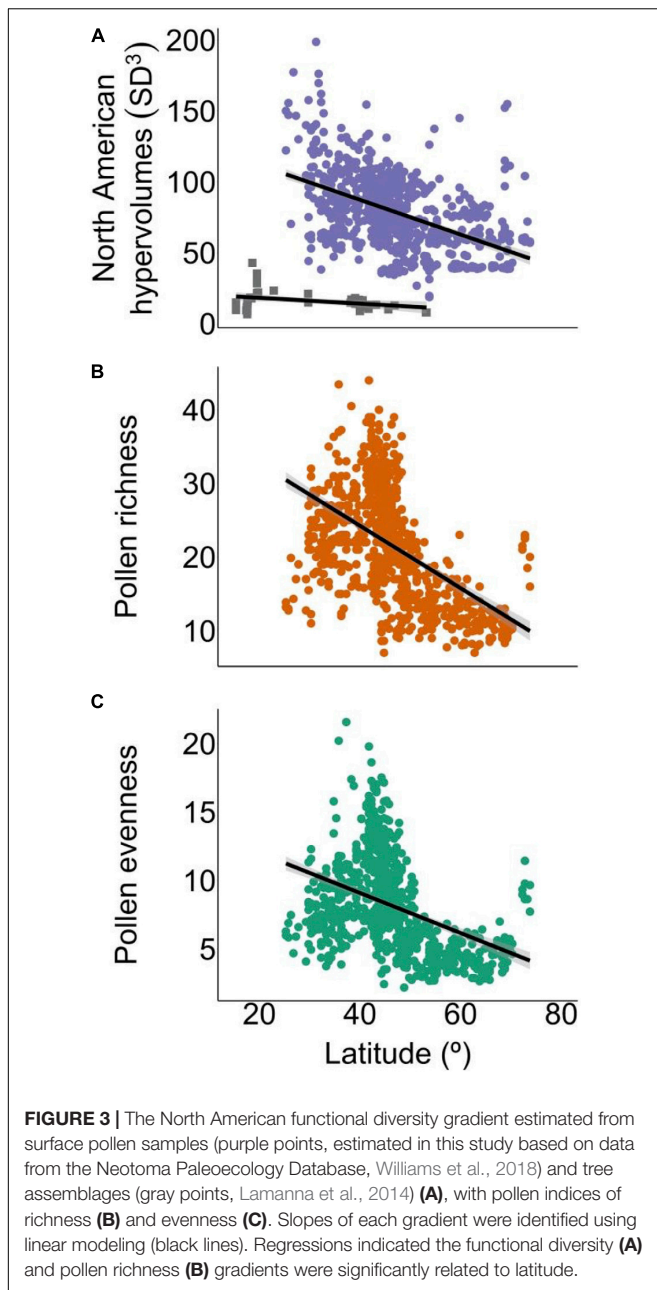 A
North American
hypervolumes (SD³)
200
150
100
50
0
B
Pollen richness
40
30
20
10
C
Pollen evenness
20
15
10
5
20 40 60 80
Latitude (º)
FIGURE 3 | The North American functional diversity gradient estimated from
surface pollen samples (purple points, estimated in this study based on data
from the Neotoma Paleoecology Database, Williams et al., 2018) and tree
assemblages (gray points, Lamanna et al., 2014) (A), with pollen indices of
richness (B) and evenness (C). Slopes of each gradient were identified using
linear modeling (black lines). Regressions indicated the functional diversity (A)
and pollen richness (B) gradients were significantly related to latitude.